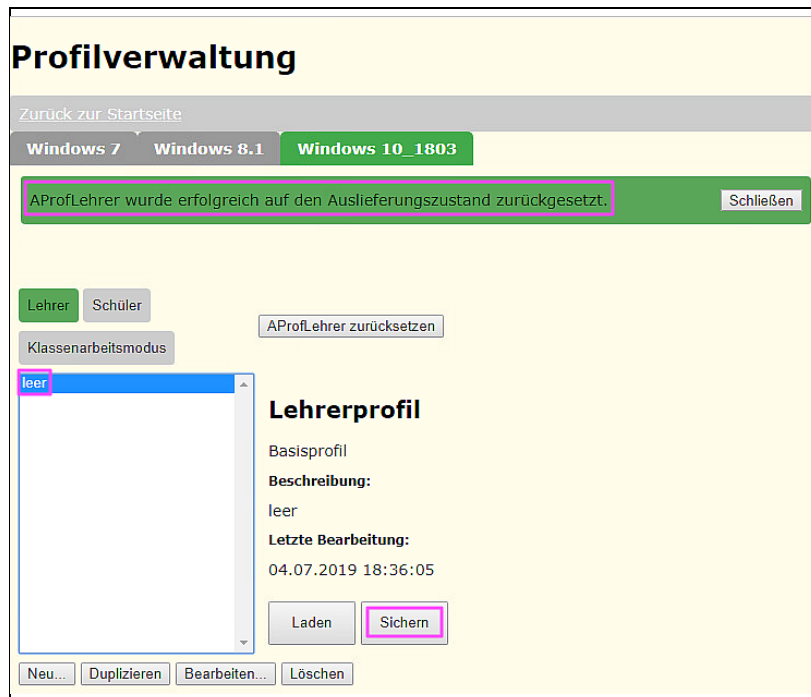 Profilverwaltung
Zurück zur Startseite
Windows 7 Windows 8.1 Windows 10_1803
AProfLehrer wurde erfolgreich auf den Auslieferungszustand zurückgesetzt. Schließen
Lehrer Schüler
AProfLehrer zurücksetzen
Klassenarbeitsmodus
leer
Lehrerprofil
Basisprofil
Beschreibung:
leer
Letzte Bearbeitung:
04.07.2019 18:36:05
Laden Sichern
Neu... Duplizieren Bearbeiten... Löschen